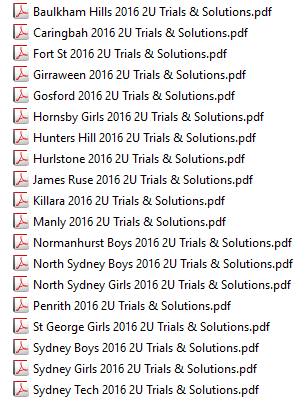 Baulkham Hills 2016 2U Trials & Solutions.pdf
Caringbah 2016 2U Trials & Solutions.pdf
Fort St 2016 2U Trials & Solutions.pdf
Girraween 2016 2U Trials & Solutions.pdf
Gosford 2016 2U Trials & Solutions.pdf
Hornsby Girls 2016 2U Trials & Solutions.pdf
Hunters Hill 2016 2U Trials & Solutions.pdf
Hurlstone 2016 2U Trials & Solutions.pdf
James Ruse 2016 2U Trials & Solutions.pdf
Killara 2016 2U Trials & Solutions.pdf
Manly 2016 2U Trials & Solutions.pdf
Normanhurst Boys 2016 2U Trials & Solutions.pdf
North Sydney Boys 2016 2U Trials & Solutions.pdf
North Sydney Girls 2016 2U Trials & Solutions.pdf
Penrith 2016 2U Trials & Solutions.pdf
St George Girls 2016 2U Trials & Solutions.pdf
Sydney Boys 2016 2U Trials & Solutions.pdf
Sydney Girls 2016 2U Trials & Solutions.pdf
Sydney Tech 2016 2U Trials & Solutions.pdf